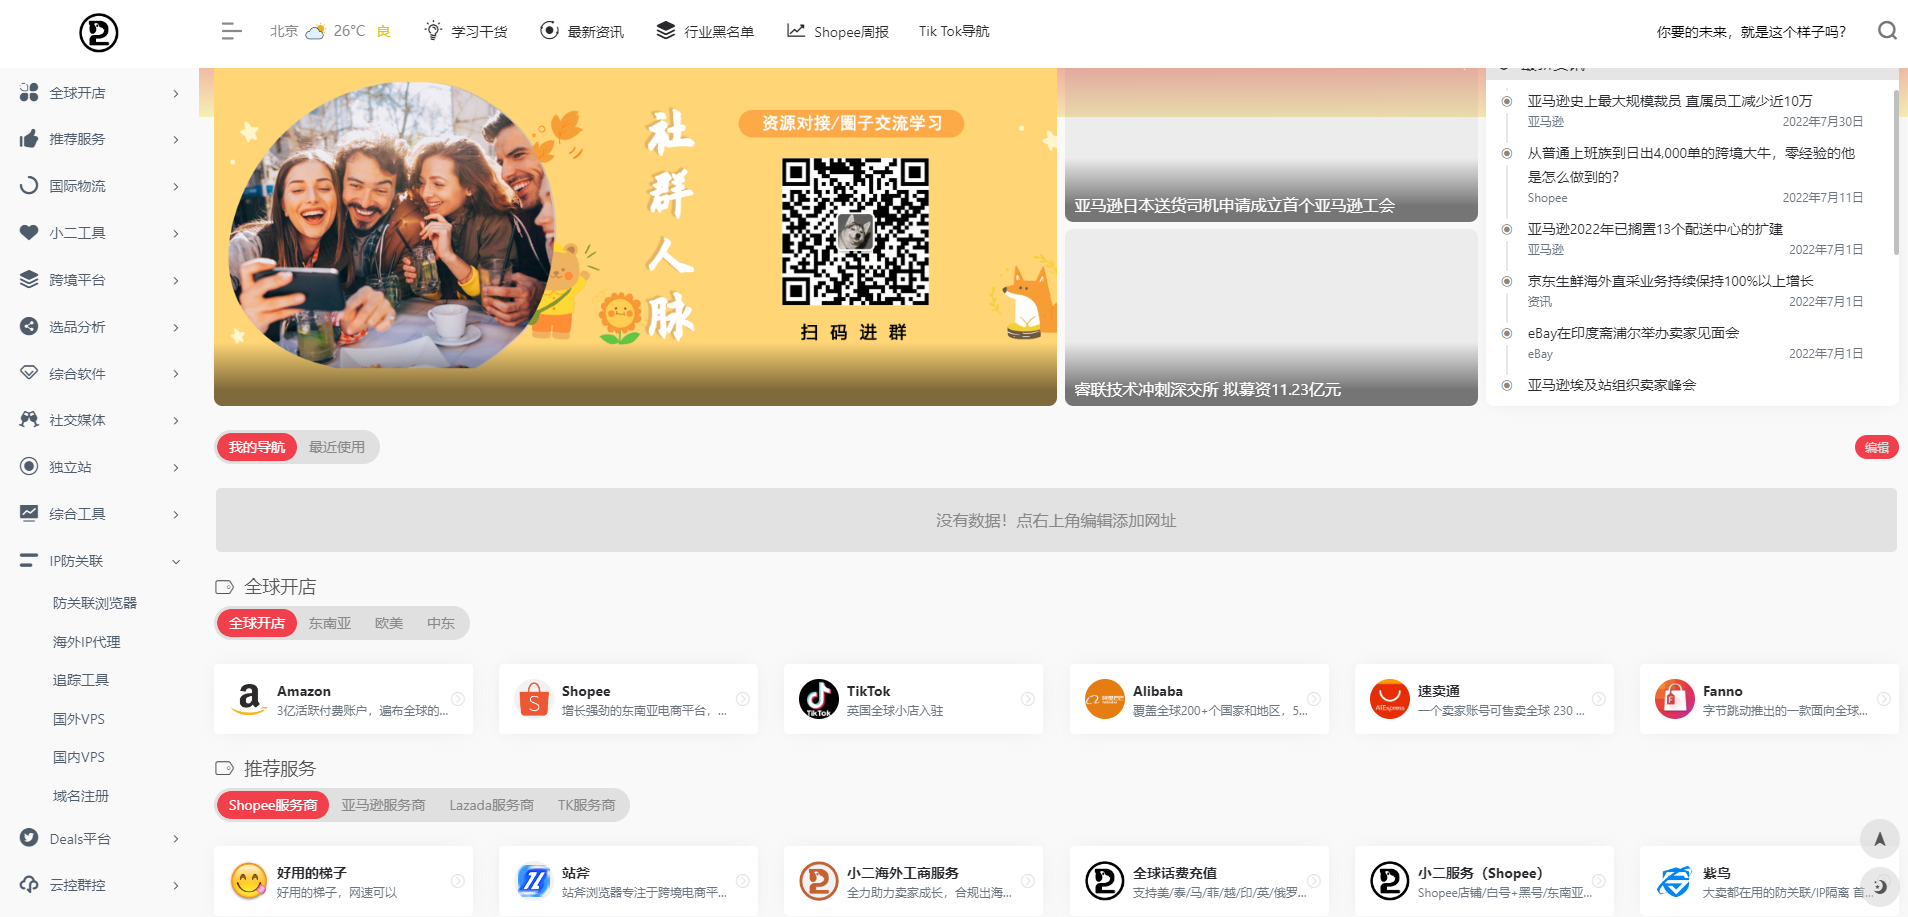 北京 26°C 良
学习干货
最新资讯
行业黑名单
Shopee周报
Tik Tok导航
你要的未来，就是这个样子吗？
全球开店
推荐服务
国际物流
小二工具
跨境平台
选品分析
综合软件
社交媒体
独立站
综合工具
IP防关联
防关联浏览器
海外IP代理
追踪工具
国外VPS
国内VPS
域名注册
Deals平台
云控群控
社群人脉
资源对接/圈子交流学习
扫码进群
亚马逊日本送货司机申请成立首个亚马逊工会
睿联技术冲刺深交所 拟募资11.23亿元
最新资讯
亚马逊史上最大规模裁员 直属员工减少近10万
亚马逊 2022年7月30日
从普通上班族到日出4,000单的跨境大牛，零经验的他
是怎么做到的？
Shopee 2022年7月11日
亚马逊2022年已搁置13个配送中心的扩建
亚马逊 2022年7月1日
京东生鲜海外直采业务持续保持100%以上增长
资讯 2022年7月1日
eBay在印度斋浦尔举办卖家见面会
eBay 2022年7月1日
亚马逊埃及站组织卖家峰会
我的导航 最近使用
编辑
没有数据！点右上角编辑添加网址
全球开店
全球开店 东南亚 欧美 中东
Amazon
3亿活跃付费账户，遍布全球的...
Shopee
增长强劲的东南亚电商平台，...
TikTok
TikTok
英国全球小店入驻
Alibaba
覆盖全球200+个国家和地区，5...
AliExpress
速卖通
一个卖家账号可售卖全球 230 ...
Fanno
字节跳动推出的一款面向全球...
推荐服务
Shopee服务商 亚马逊服务商 Lazada服务商 TK服务商
好用的梯子
好用的梯子，网速可以
站斧
站斧浏览器专注于跨境电商平...
小二海外工商服务
全力助力卖家成长，合规出海...
全球话费充值
支持美/泰/马/菲/越/印/英/俄罗...
小二服务（Shopee）
Shopee店铺/白号+黑号/东南亚...
紫鸟
大卖都在用的防关联/IP隔离 首...